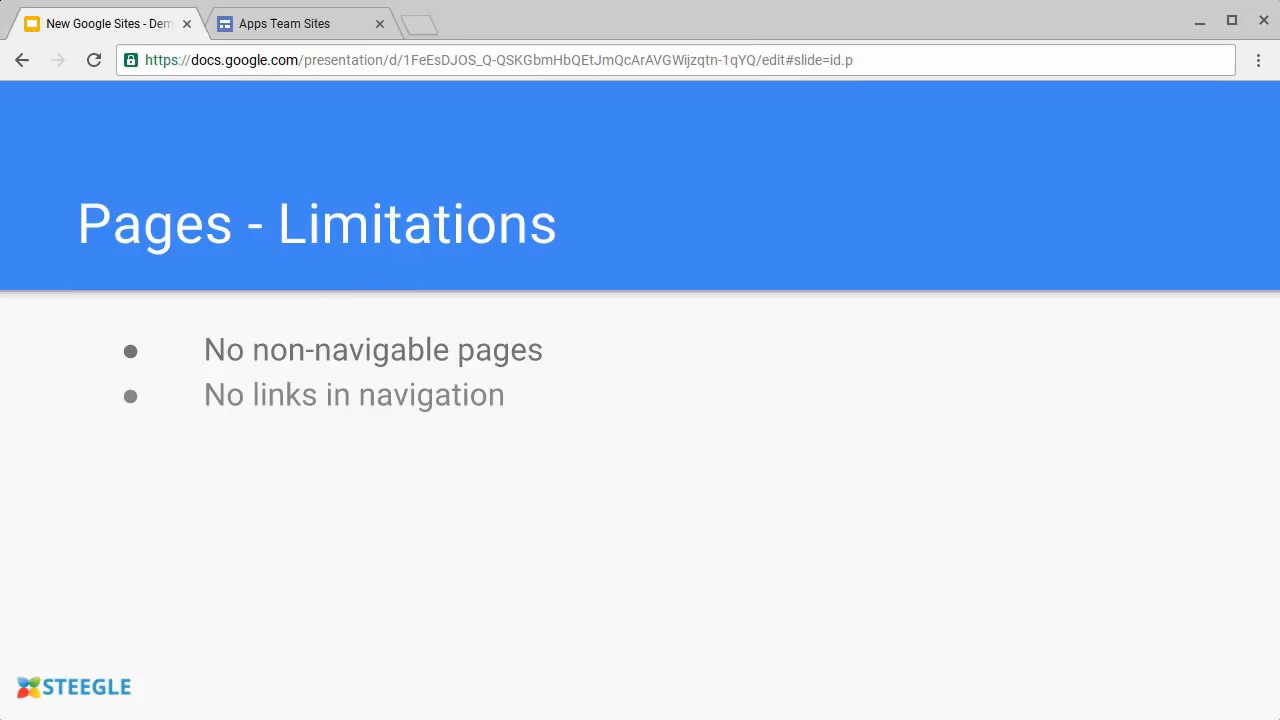 New Google Sites - Dem
Apps Team Sites
https://docs.google.com/presentation/d/1FeEsDJOS_Q-QSKGbmHbQEtJmQcArAVGWijzqtn-1qYQ/edit#slide=id.p
Pages - Limitations
● No non-navigable pages
● No links in navigation
STEEGLE